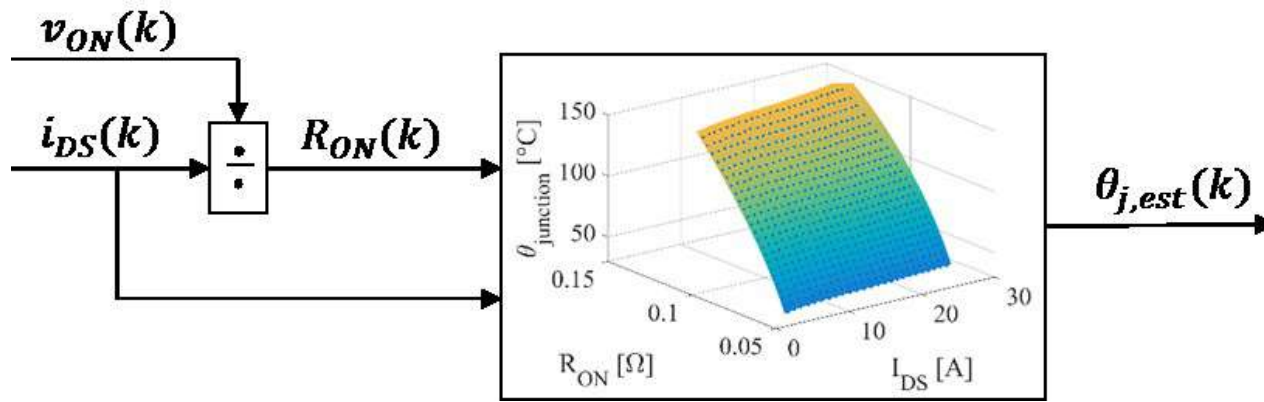 v_ON(k)
i_DS(k)
÷
R_ON(k)
θ_junction [°C]
150
100
50
0.15
0.1
0.05
R_ON [Ω]
0
10
20
30
I_DS [A]
θ_j,est(k)